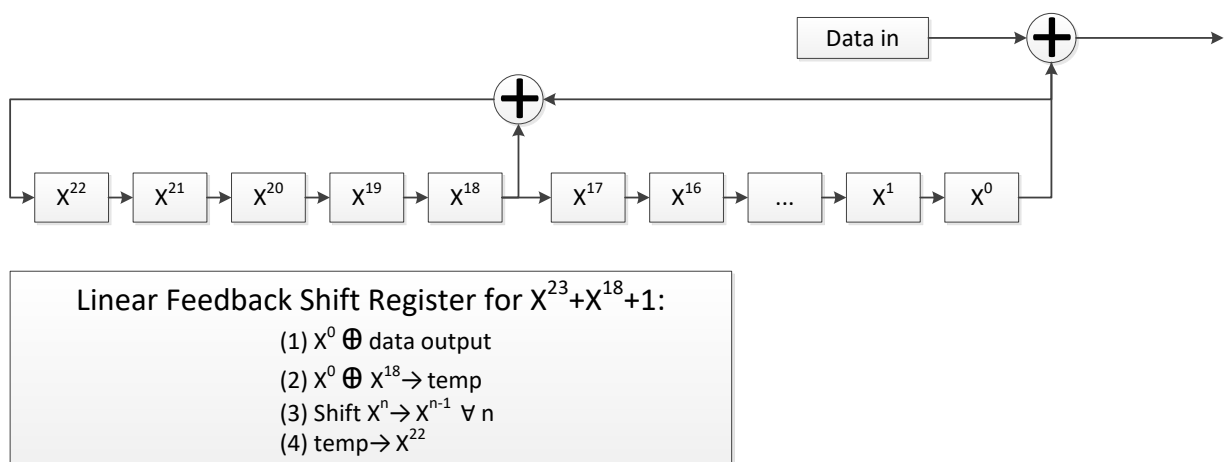 Data in
X²² X²¹ X²⁰ X¹⁹ X¹⁸ X¹⁷ X¹⁶ ... X¹ X⁰
Linear Feedback Shift Register for X²³+X¹⁸+1:
(1) X⁰ ⊕ data output
(2) X⁰ ⊕ X¹⁸→ temp
(3) Shift Xⁿ→ Xⁿ⁻¹ ∀ n
(4) temp→ X²²